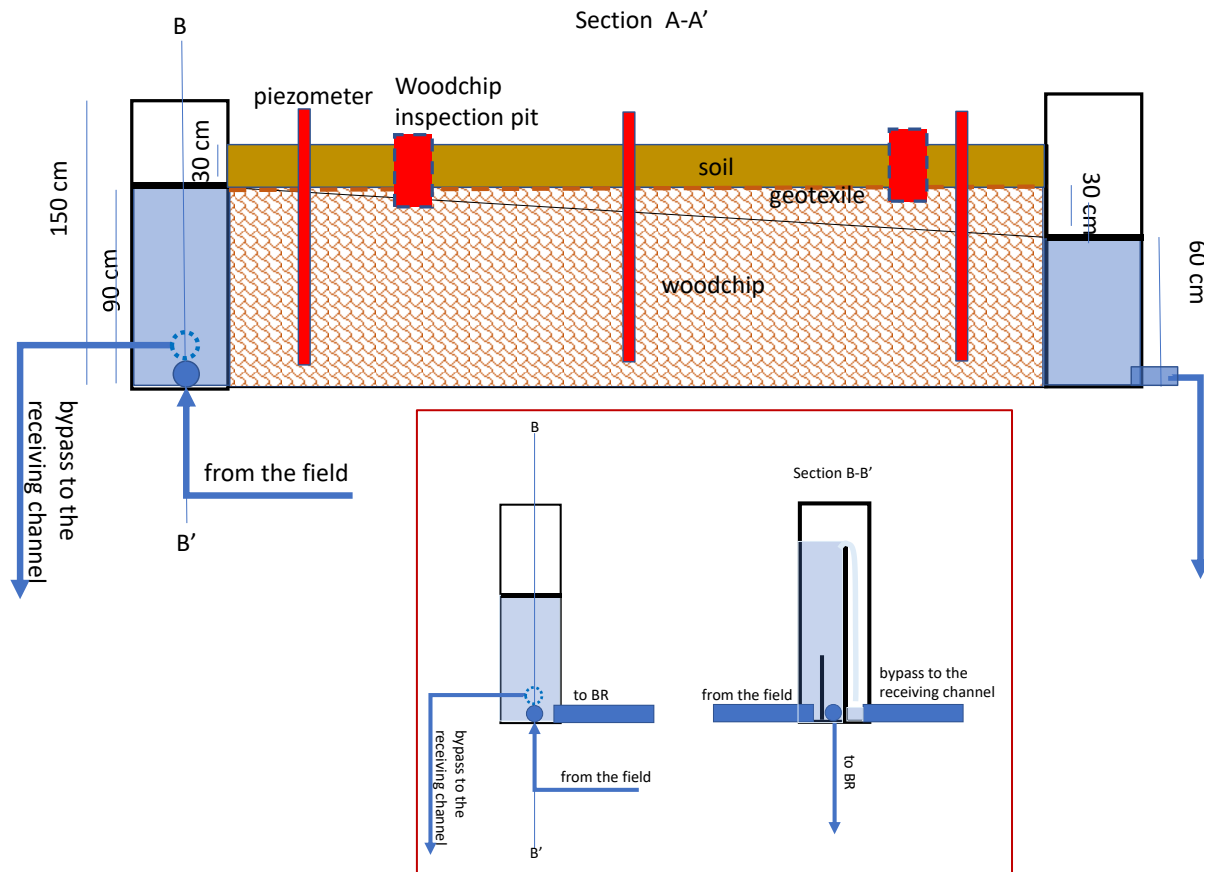 Section A-A’
B
piezometer
Woodchip
inspection pit
30 cm
150 cm
soil
geotexile
30 cm
90 cm
woodchip
60 cm
bypass to the
receiving channel
from the field
B’
B
Section B-B’
to BR
from the field
bypass to the
receiving channel
bypass to the
receiving channel
from the field
to BR
B’